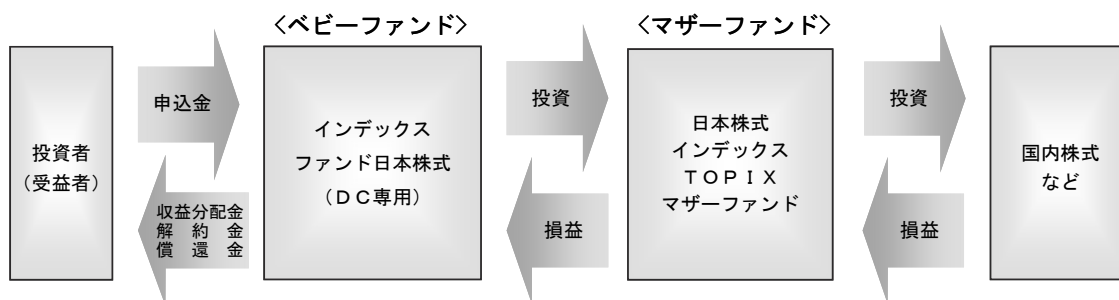 〈ベビーファンド〉
〈マザーファンド〉
投資者
(受益者)
申込金
収益分配金
解約金
償還金
インデックス
ファンド日本株式
(DC専用)
投資
損益
日本株式
インデックス
TOPIX
マザーファンド
投資
損益
国内株式
など